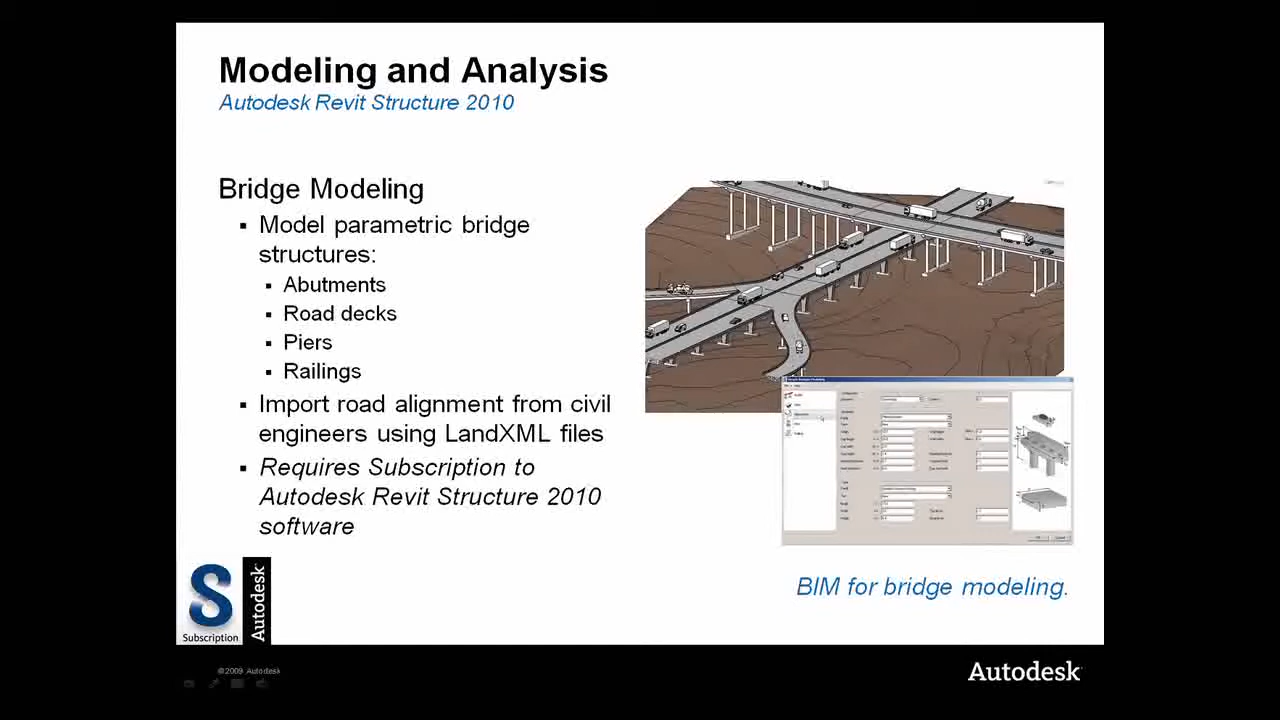 Modeling and Analysis
Autodesk Revit Structure 2010
Bridge Modeling
▪ Model parametric bridge
structures:
▪ Abutments
▪ Road decks
▪ Piers
▪ Railings
▪ Import road alignment from civil
engineers using LandXML files
▪ Requires Subscription to
Autodesk Revit Structure 2010
software
BIM for bridge modeling.
S
Subscription
Autodesk
©2009 Autodesk
Autodesk